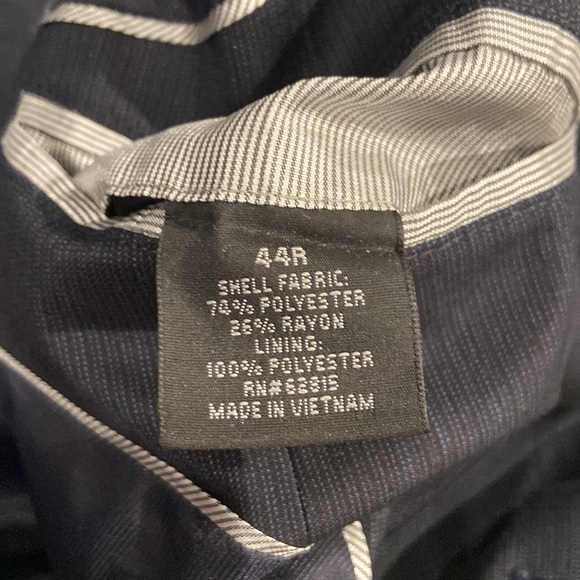 44R
SHELL FABRIC:
74% POLYESTER
26% RAYON
LINING:
100% POLYESTER
RN#62815
MADE IN VIETNAM